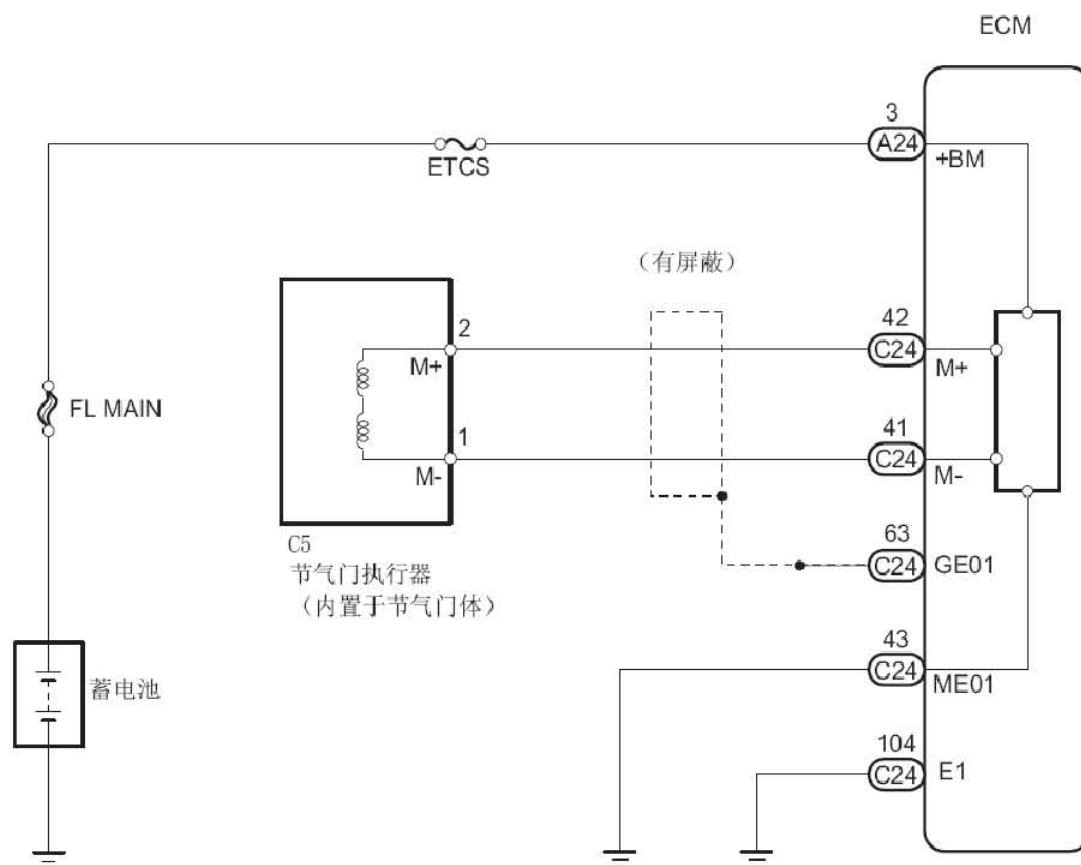 ECM
3
A24
+BM
ETCS
（有屏蔽）
2
M+
42
C24
M+
FL MAIN
1
M-
41
C24
M-
C5
节气门执行器
（内置于节气门体）
63
C24
GE01
43
C24
ME01
蓄电池
104
C24
E1